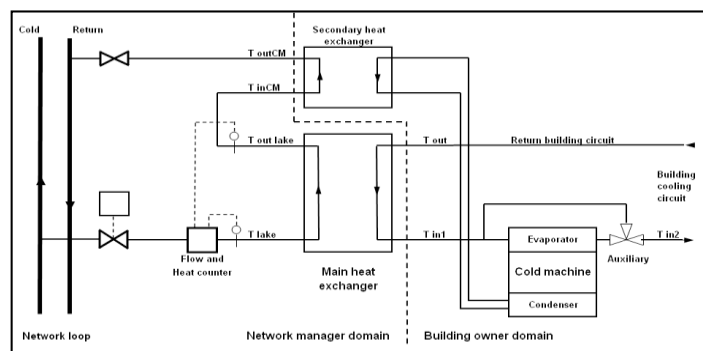 Cold
Return
Secondary heat
exchanger
T outCM
T inCM
T out lake
T out
Return building circuit
Building
cooling
circuit
T lake
T in1
Evaporator
T in2
Flow and
Heat counter
Main heat
exchanger
Cold machine
Auxiliary
Condenser
Network loop
Network manager domain
Building owner domain